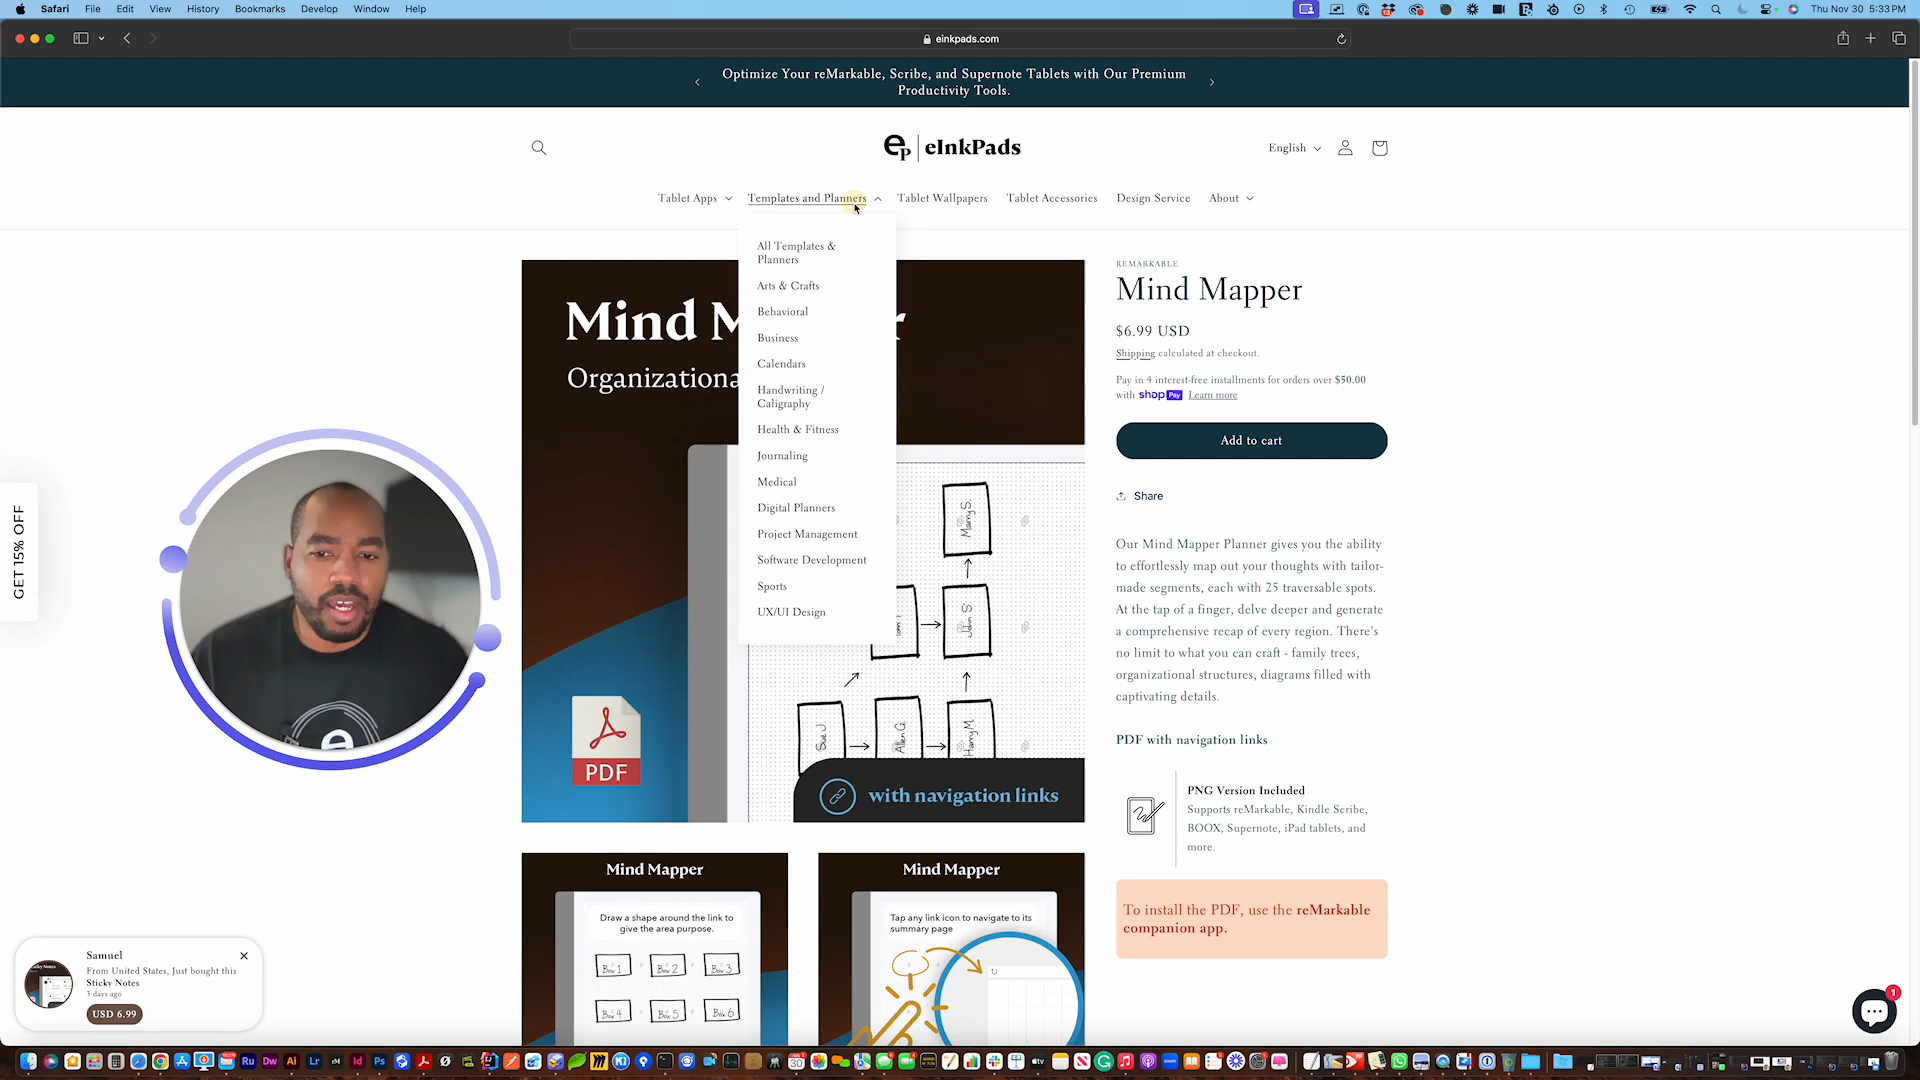 Safari File Edit View History Bookmarks Develop Window Help
Thu Nov 30 5:33 PM
einkpads.com
Optimize Your reMarkable, Scribe, and Supernote Tablets with Our Premium
Productivity Tools.
eP eInkPads
English
Tablet Apps Templates and Planners Tablet Wallpapers Tablet Accessories Design Service About
All Templates &
Planners
Arts & Crafts
Behavioral
Business
Calendars
Handwriting /
Caligraphy
Health & Fitness
Journaling
Medical
Digital Planners
Project Management
Software Development
Sports
UX/UI Design
Mind M r
Organizationa
Marry S.
John S
Sue J
Allen G.
Harry M.
PDF
with navigation links
REMARKABLE
Mind Mapper
$6.99 USD
Shipping calculated at checkout.
Pay in 4 interest-free installments for orders over $50.00
with shop Pay Learn more
Add to cart
Share
Our Mind Mapper Planner gives you the ability
to effortlessly map out your thoughts with tailor-
made segments, each with 25 traversable spots.
At the tap of a finger, delve deeper and generate
a comprehensive recap of every region. There's
no limit to what you can craft - family trees,
organizational structures, diagrams filled with
captivating details.
PDF with navigation links
PNG Version Included
Supports reMarkable, Kindle Scribe,
BOOX, Supernote, iPad tablets, and
more.
To install the PDF, use the reMarkable
companion app.
GET 15% OFF
Mind Mapper
Draw a shape around the link to
give the area purpose.
Box 1 Box 2 Box 3
Box 4 Box 5 Box 6
Mind Mapper
Tap any link icon to navigate to its
summary page
Samuel
From United States, Just bought this
Sticky Notes
3 days ago
USD 6.99
1